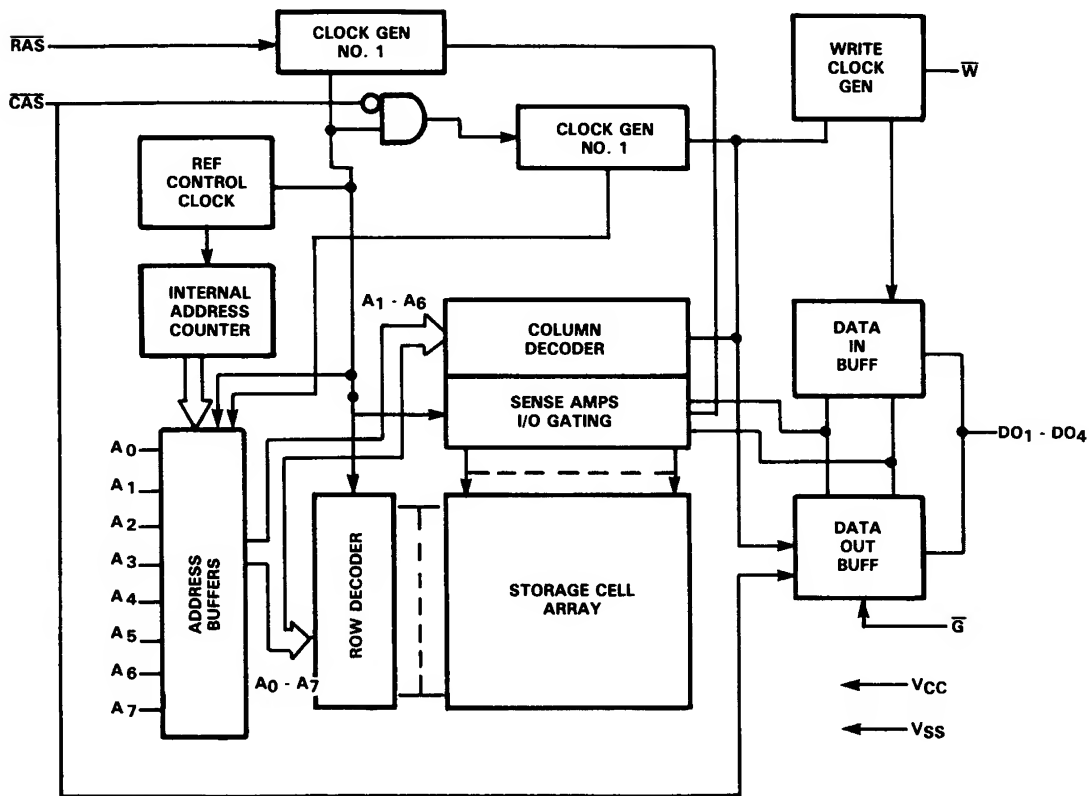 R̅A̅S̅
CLOCK GEN
NO. 1
WRITE
CLOCK
GEN
W̅
C̅A̅S̅
CLOCK GEN
NO. 1
REF
CONTROL
CLOCK
INTERNAL
ADDRESS
COUNTER
A1 - A6
COLUMN
DECODER
SENSE AMPS
I/O GATING
DATA
IN
BUFF
DO1 - DO4
A0
A1
A2
A3
A4
A5
A6
A7
ADDRESS
BUFFERS
ROW DECODER
A0 - A7
STORAGE CELL
ARRAY
DATA
OUT
BUFF
G̅
VCC
VSS